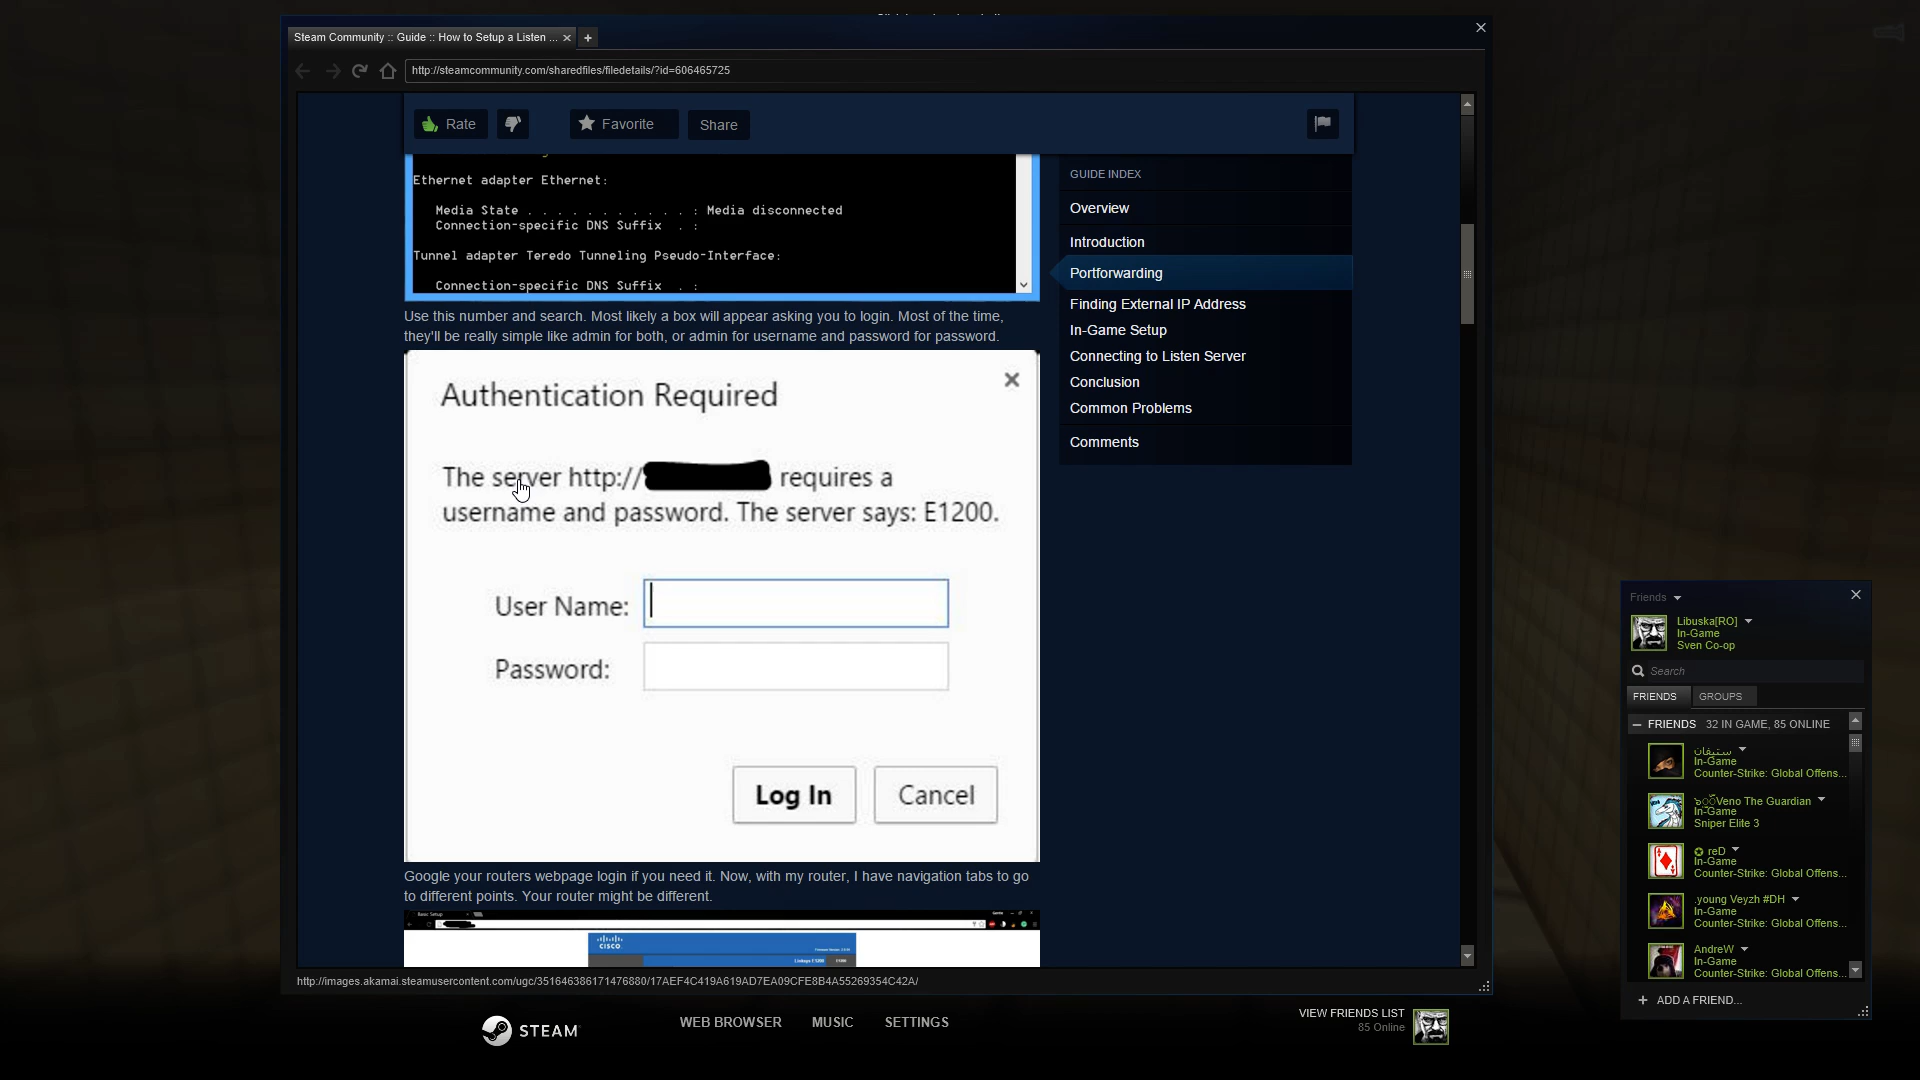 Steam Community :: Guide :: How to Setup a Listen ...
http://steamcommunity.com/sharedfiles/filedetails/?id=606465725
Rate
Favorite
Share
Ethernet adapter Ethernet:
Media State . . . . . . . . . . . : Media disconnected
Connection-specific DNS Suffix . :
Tunnel adapter Teredo Tunneling Pseudo-Interface:
Connection-specific DNS Suffix . :
Use this number and search. Most likely a box will appear asking you to login. Most of the time,
they'll be really simple like admin for both, or admin for username and password for password.
Authentication Required
The server http:// requires a
username and password. The server says: E1200.
User Name:
Password:
Log In
Cancel
Google your routers webpage login if you need it. Now, with my router, I have navigation tabs to go
to different points. Your router might be different.
Basic Setup
CISCO
Linksys E1200
E1200
http://images.akamai.steamusercontent.com/ugc/351643861714768​80/17AEF4C419A619AD7EA09CFE8B4A55269354C42A/
GUIDE INDEX
Overview
Introduction
Portforwarding
Finding External IP Address
In-Game Setup
Connecting to Listen Server
Conclusion
Common Problems
Comments
Friends
Libuska[RO]
In-Game
Sven Co-op
Search
FRIENDS
GROUPS
FRIENDS 32 IN GAME, 85 ONLINE
ستيفان
In-Game
Counter-Strike: Global Offens...
Veno The Guardian
In-Game
Sniper Elite 3
reD
In-Game
Counter-Strike: Global Offens...
.young Veyzh #DH
In-Game
Counter-Strike: Global Offens...
AndreW
In-Game
Counter-Strike: Global Offens...
+ ADD A FRIEND...
STEAM
WEB BROWSER
MUSIC
SETTINGS
VIEW FRIENDS LIST
85 Online